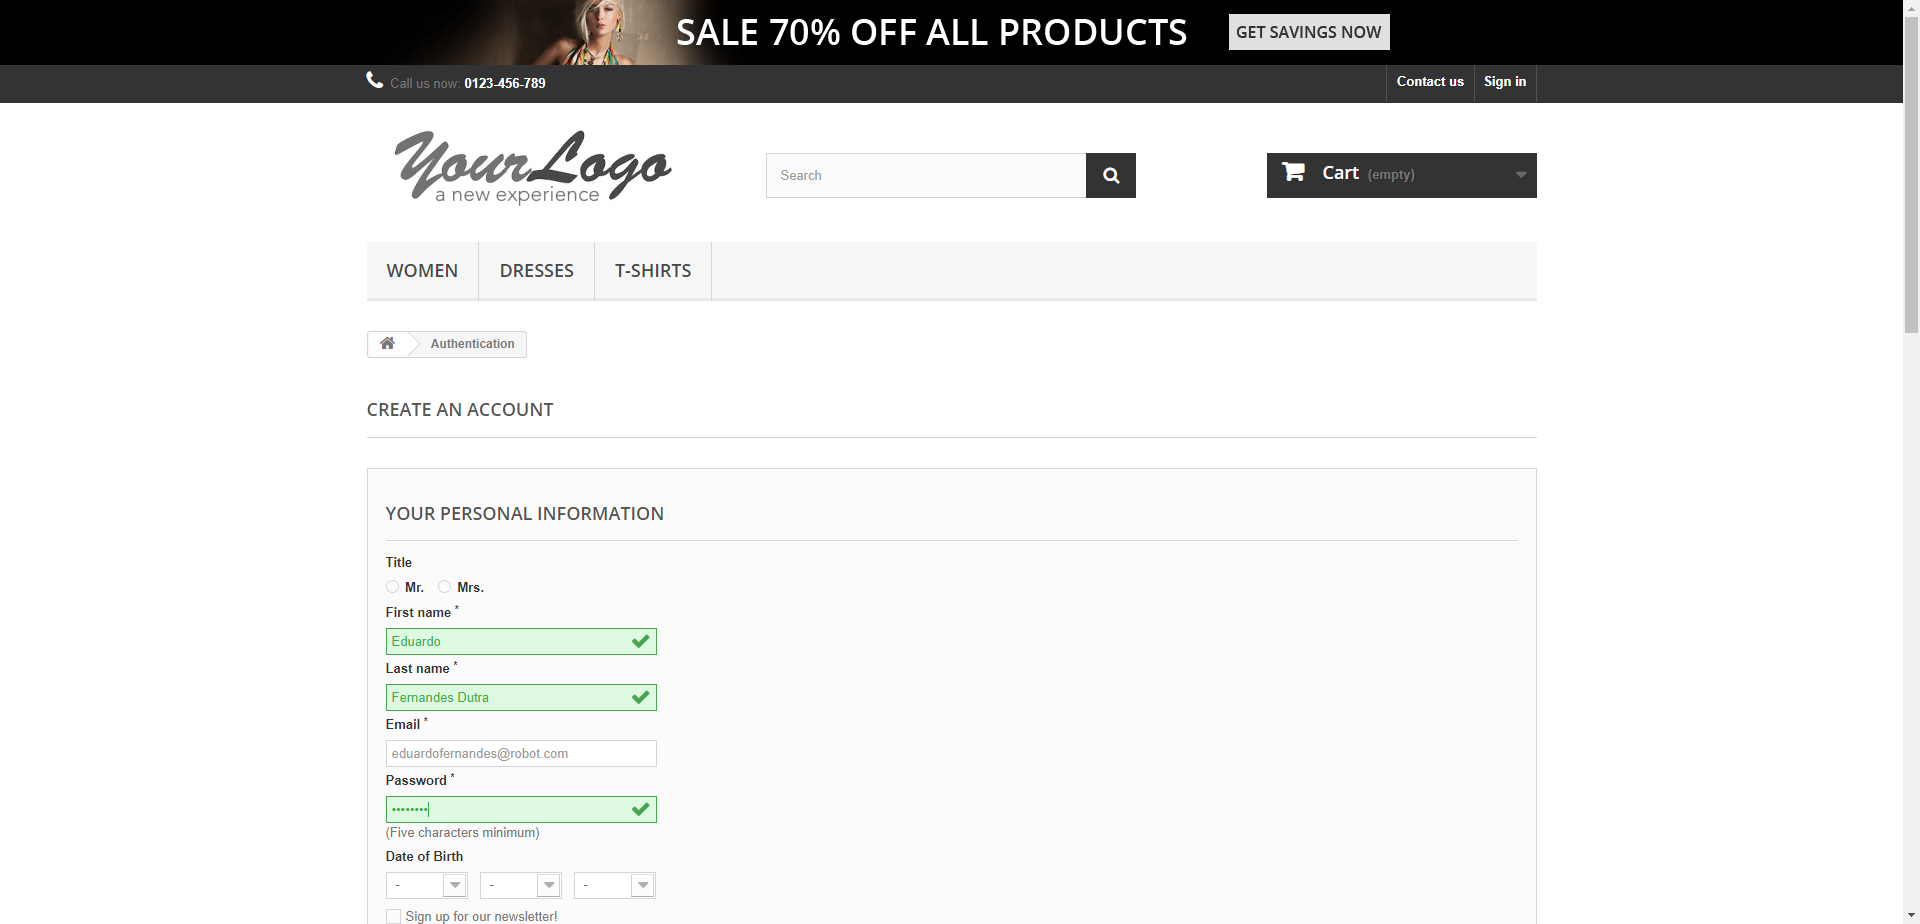 SALE 70% OFF ALL PRODUCTS GET SAVINGS NOW
Call us now: 0123-456-789 Contact us Sign in
YourLogo
a new experience
Search
Cart (empty)
WOMEN DRESSES T-SHIRTS
Authentication
CREATE AN ACCOUNT
YOUR PERSONAL INFORMATION
Title
Mr. Mrs.
First name *
Eduardo
Last name *
Fernandes Dutra
Email *
eduardofernandes@robot.com
Password *
••••••••
(Five characters minimum)
Date of Birth
- - -
Sign up for our newsletter!